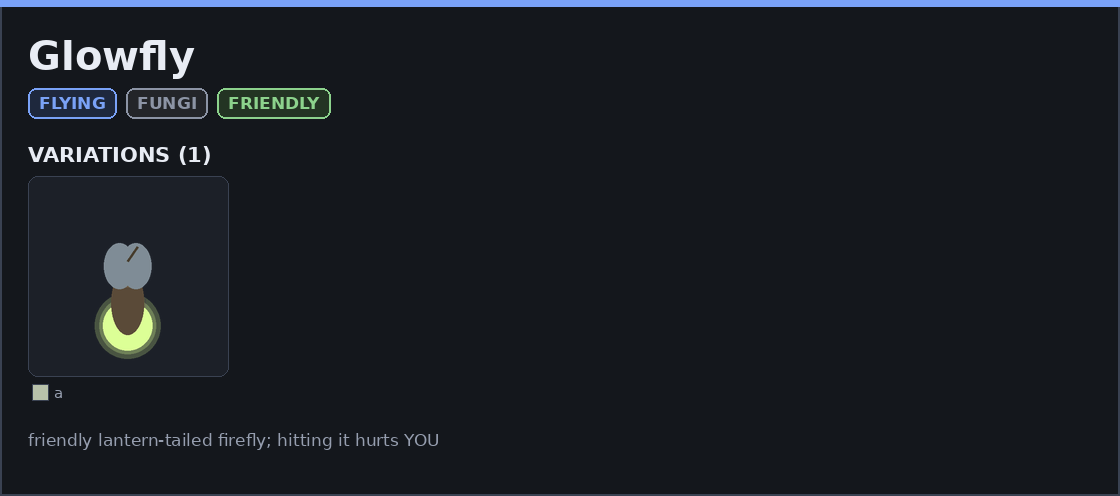 Glowfly
FLYING FUNGI FRIENDLY
VARIATIONS (1)
a
friendly lantern-tailed firefly; hitting it hurts YOU